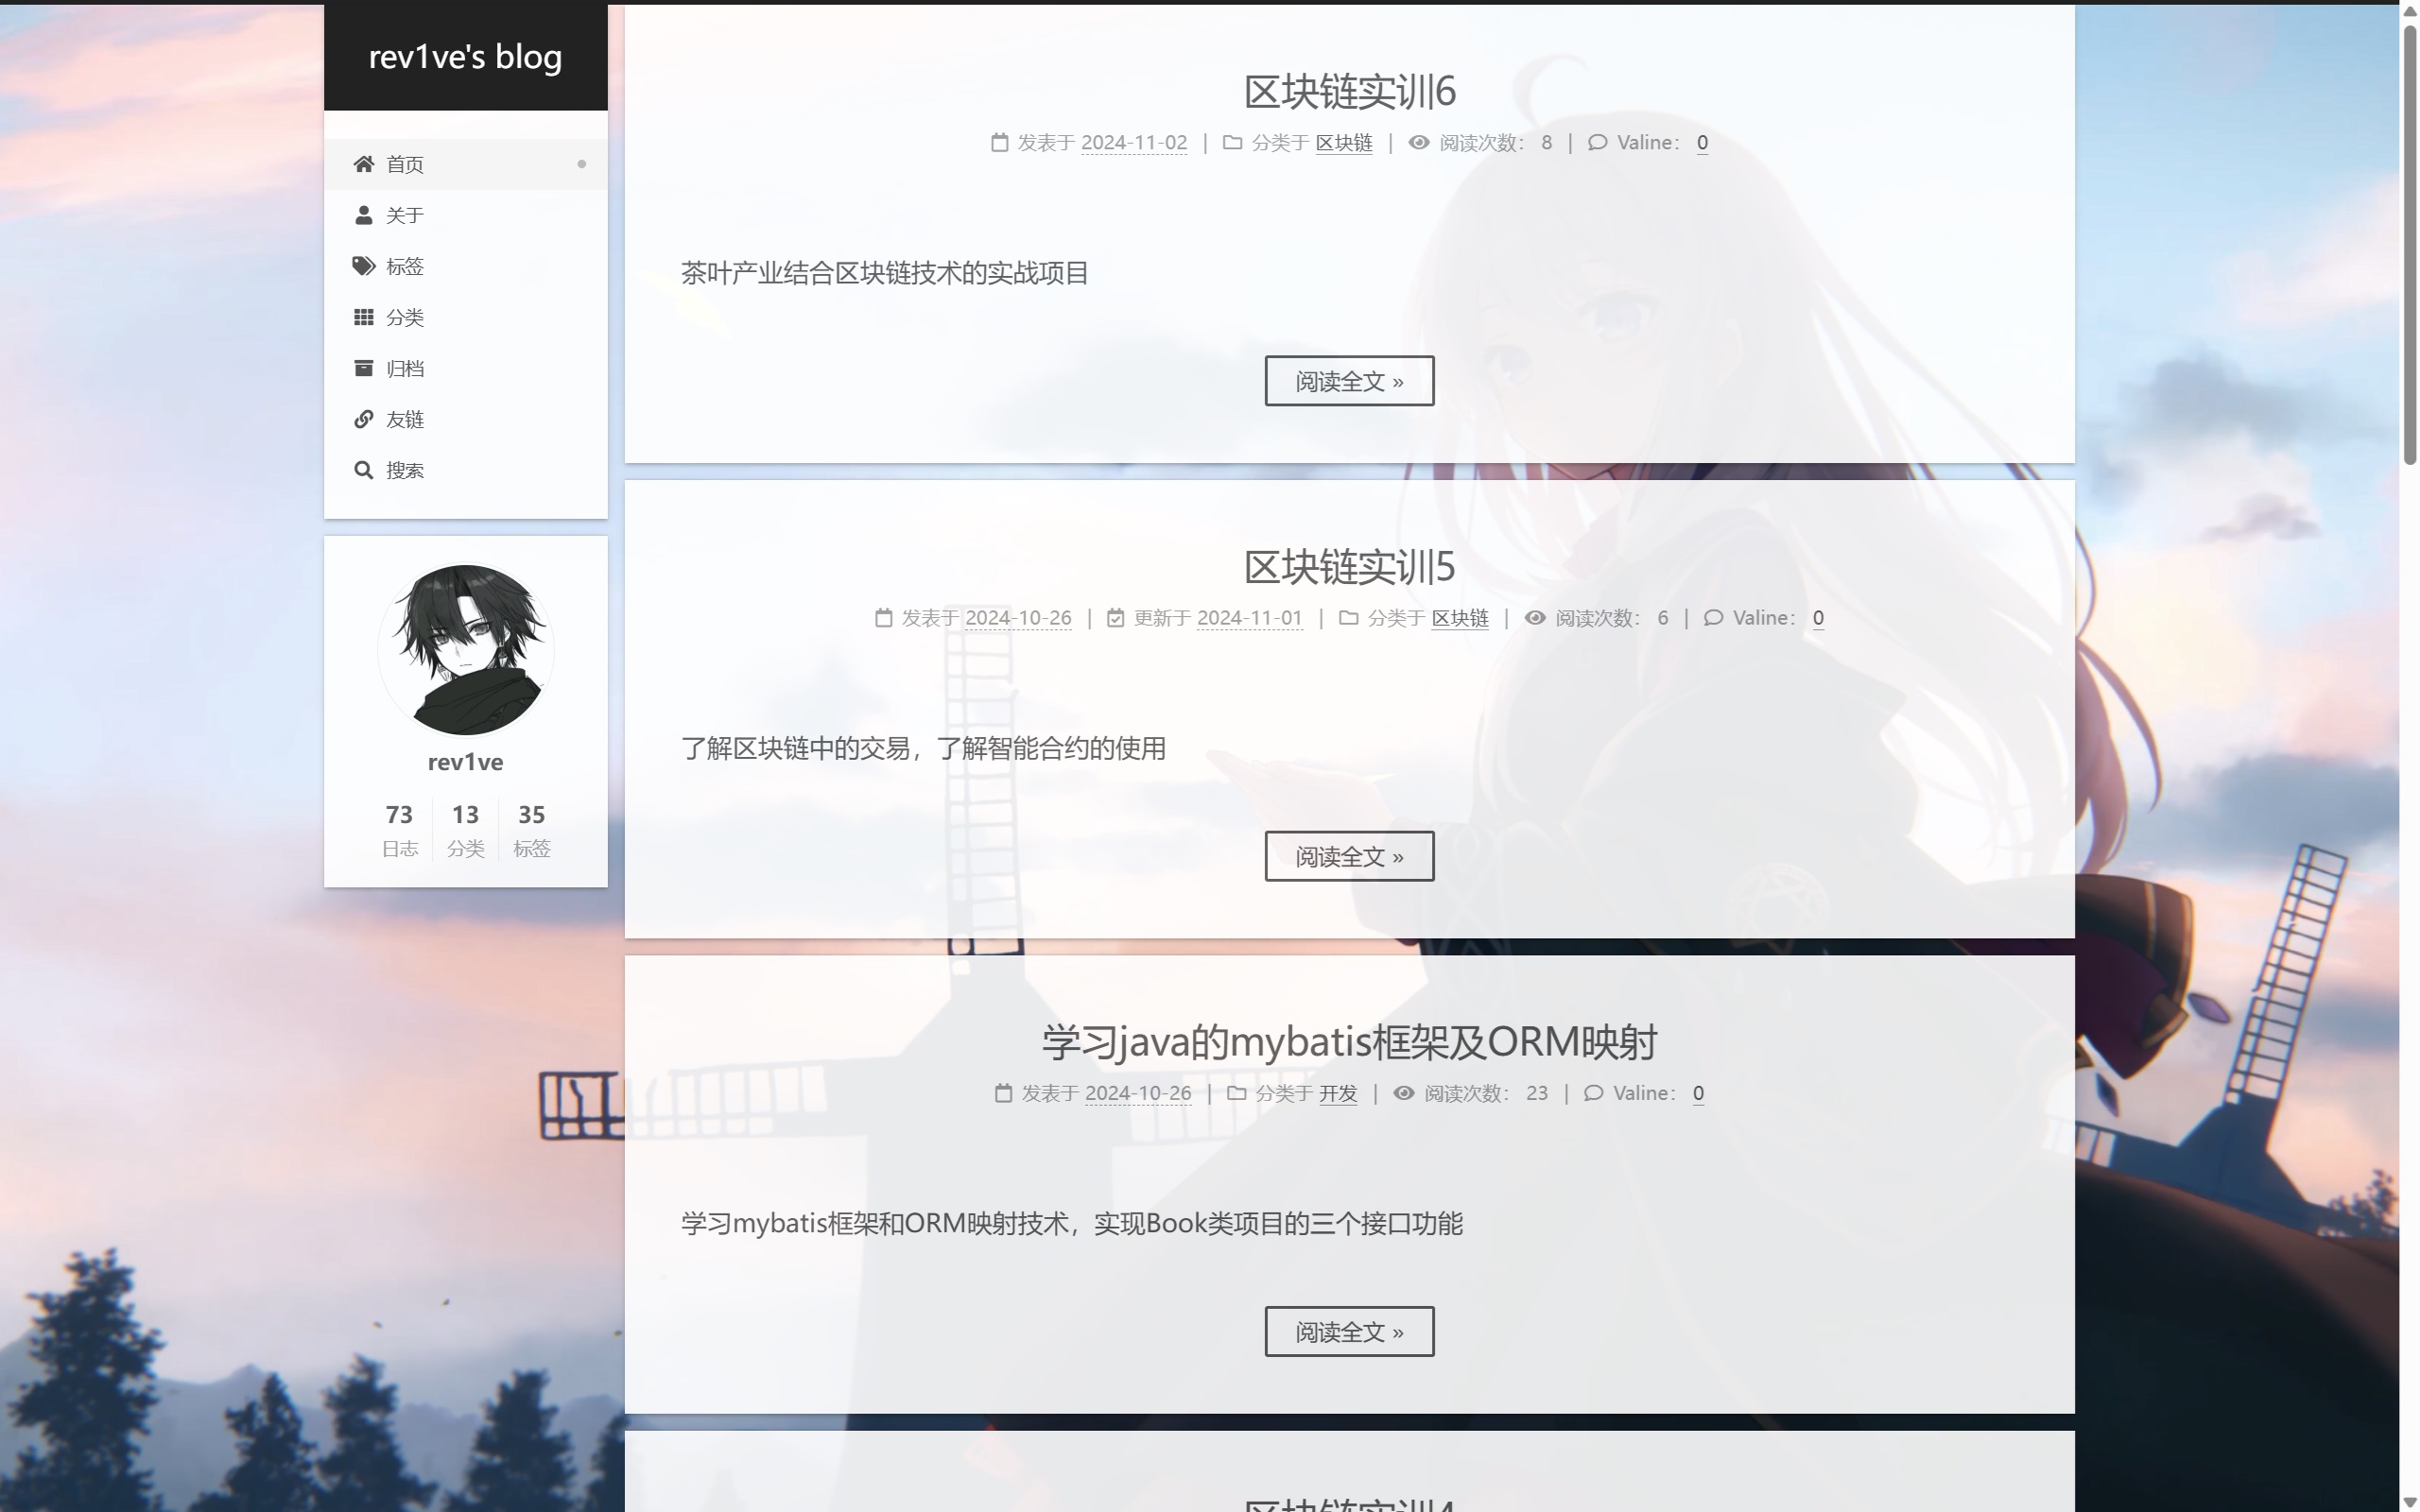 rev1ve's blog
首页
关于
标签
分类
归档
友链
搜索
rev1ve
73 13 35
日志 分类 标签
区块链实训6
发表于 2024-11-02 | 分类于 区块链 | 阅读次数： 8 | Valine： 0
茶叶产业结合区块链技术的实战项目
阅读全文 »
区块链实训5
发表于 2024-10-26 | 更新于 2024-11-01 | 分类于 区块链 | 阅读次数： 6 | Valine： 0
了解区块链中的交易，了解智能合约的使用
阅读全文 »
学习java的mybatis框架及ORM映射
发表于 2024-10-26 | 分类于 开发 | 阅读次数： 23 | Valine： 0
学习mybatis框架和ORM映射技术，实现Book类项目的三个接口功能
阅读全文 »
区块链实训4